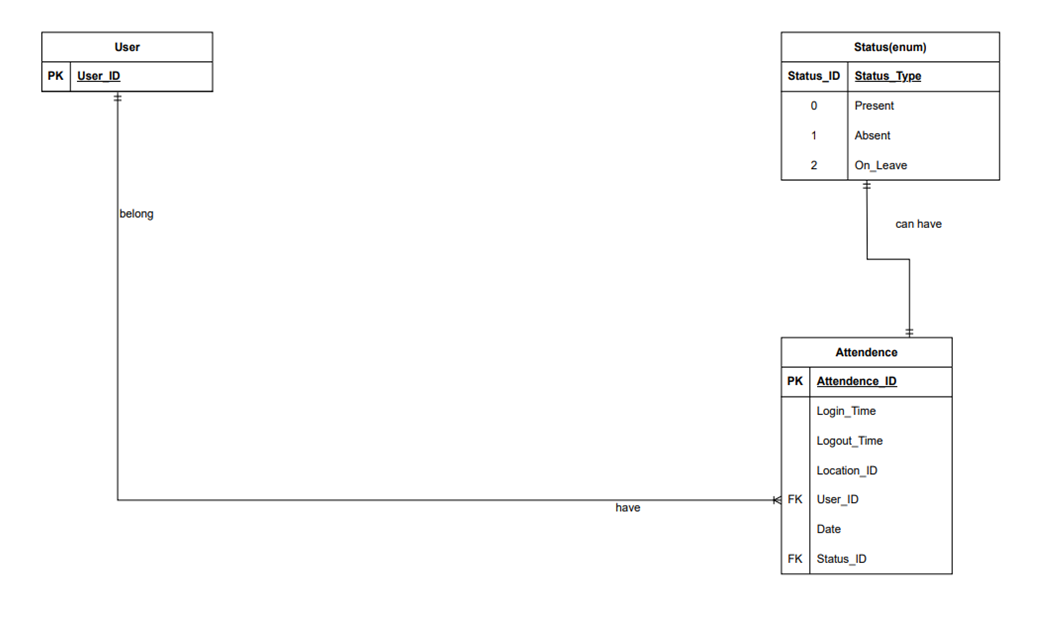 User
PK User_ID
Status(enum)
Status_ID Status_Type
0 Present
1 Absent
2 On_Leave
belong
can have
Attendence
PK Attendence_ID
Login_Time
Logout_Time
Location_ID
FK User_ID
have
Date
FK Status_ID